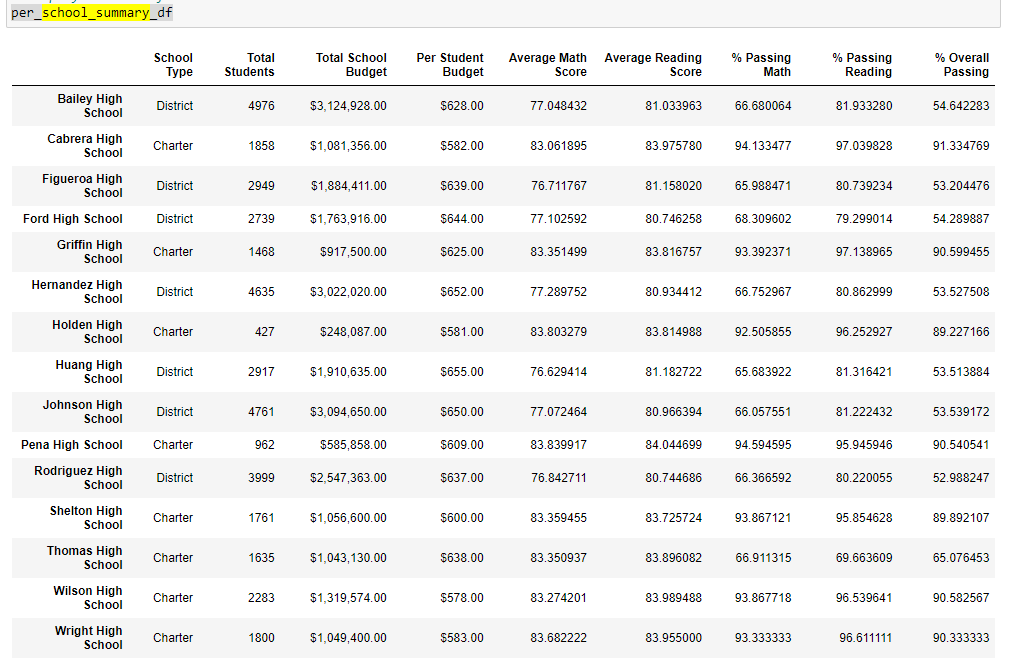 per_school_summary_df
School Type Total Students Total School Budget Per Student Budget Average Math Score Average Reading Score % Passing Math % Passing Reading % Overall Passing
Bailey High School District 4976 $3,124,928.00 $628.00 77.048432 81.033963 66.680064 81.933280 54.642283
Cabrera High School Charter 1858 $1,081,356.00 $582.00 83.061895 83.975780 94.133477 97.039828 91.334769
Figueroa High School District 2949 $1,884,411.00 $639.00 76.711767 81.158020 65.988471 80.739234 53.204476
Ford High School District 2739 $1,763,916.00 $644.00 77.102592 80.746258 68.309602 79.299014 54.289887
Griffin High School Charter 1468 $917,500.00 $625.00 83.351499 83.816757 93.392371 97.138965 90.599455
Hernandez High School District 4635 $3,022,020.00 $652.00 77.289752 80.934412 66.752967 80.862999 53.527508
Holden High School Charter 427 $248,087.00 $581.00 83.803279 83.814988 92.505855 96.252927 89.227166
Huang High School District 2917 $1,910,635.00 $655.00 76.629414 81.182722 65.683922 81.316421 53.513884
Johnson High School District 4761 $3,094,650.00 $650.00 77.072464 80.966394 66.057551 81.222432 53.539172
Pena High School Charter 962 $585,858.00 $609.00 83.839917 84.044699 94.594595 95.945946 90.540541
Rodriguez High School District 3999 $2,547,363.00 $637.00 76.842711 80.744686 66.366592 80.220055 52.988247
Shelton High School Charter 1761 $1,056,600.00 $600.00 83.359455 83.725724 93.867121 95.854628 89.892107
Thomas High School Charter 1635 $1,043,130.00 $638.00 83.350937 83.896082 66.911315 69.663609 65.076453
Wilson High School Charter 2283 $1,319,574.00 $578.00 83.274201 83.989488 93.867718 96.539641 90.582567
Wright High School Charter 1800 $1,049,400.00 $583.00 83.682222 83.955000 93.333333 96.611111 90.333333